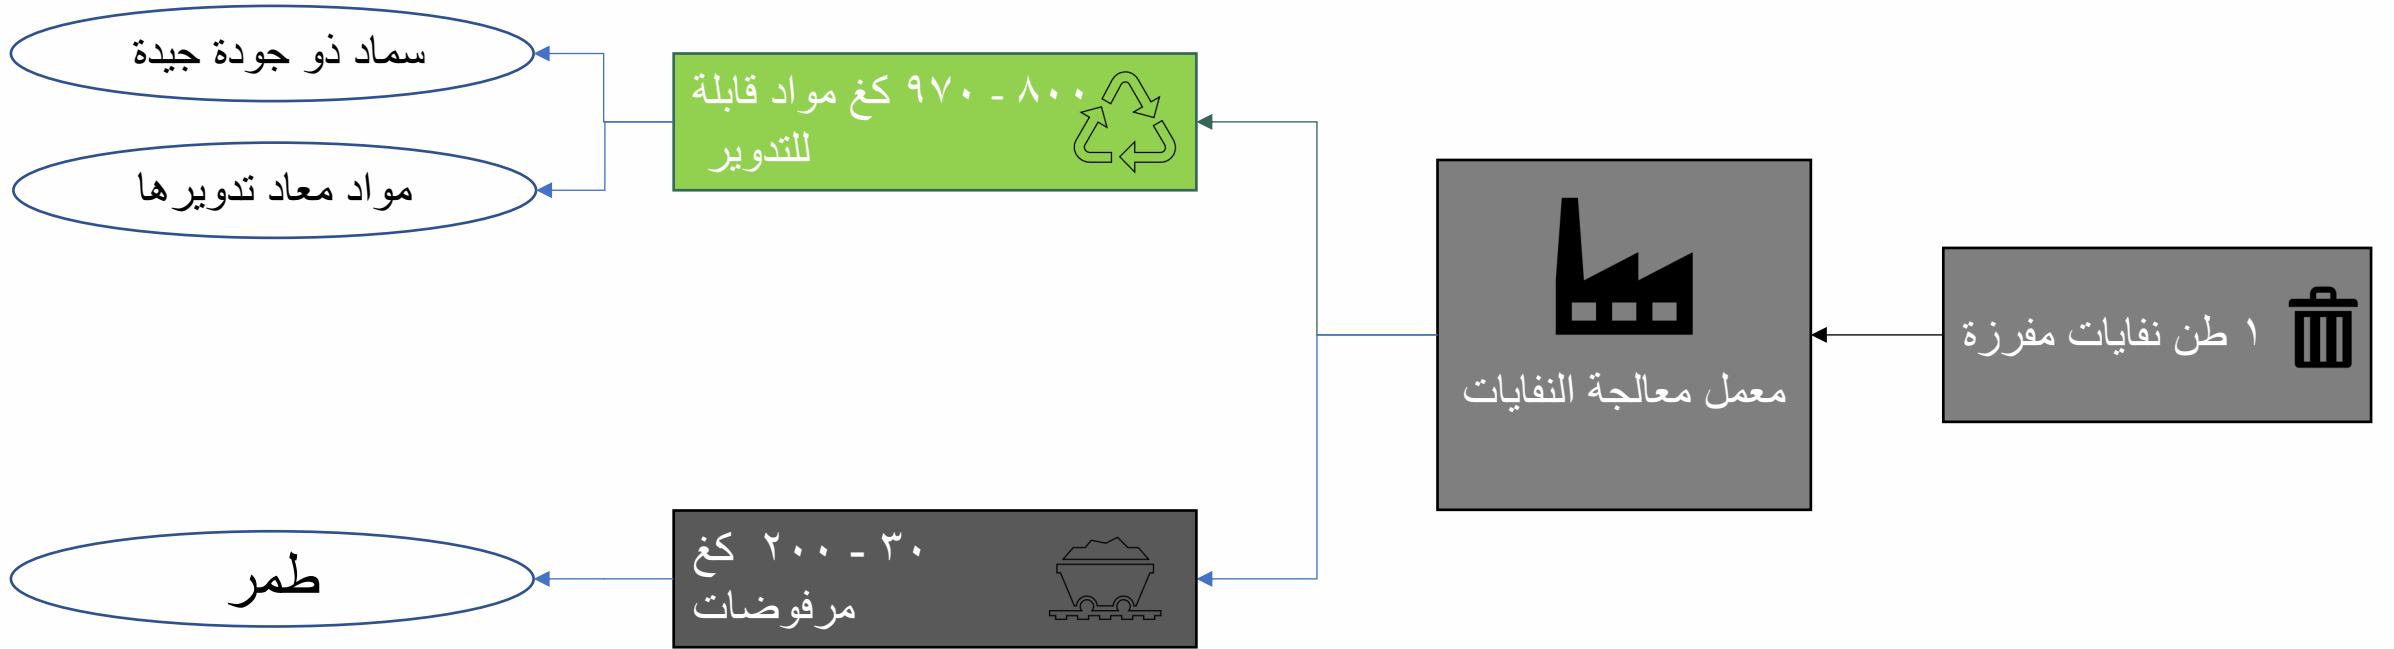 ١ طن نفايات مفرزة
معمل معالجة النفايات
٨٠٠ - ٩٧٠ كغ مواد قابلة
للتدوير
سماد ذو جودة جيدة
مواد معاد تدويرها
٣٠ - ٢٠٠ كغ
مرفوضات
طمر